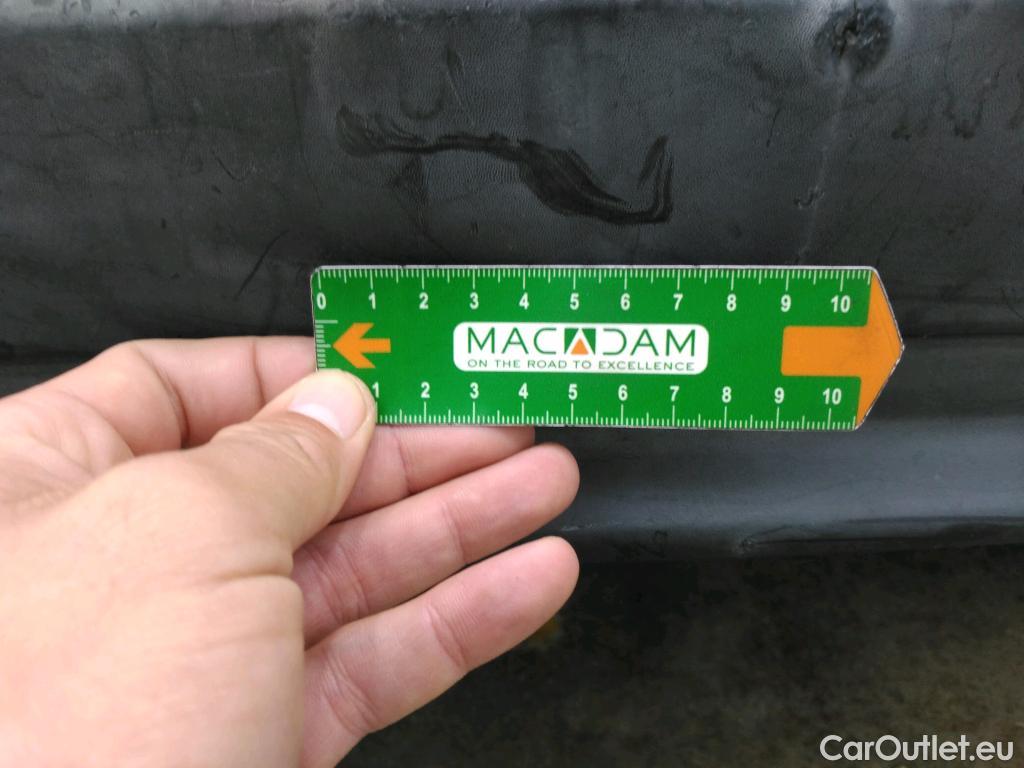 0 1 2 3 4 5 6 7 8 9 10
MACADAM
ON THE ROAD TO EXCELLENCE
1 2 3 4 5 6 7 8 9 10
CarOutlet.eu